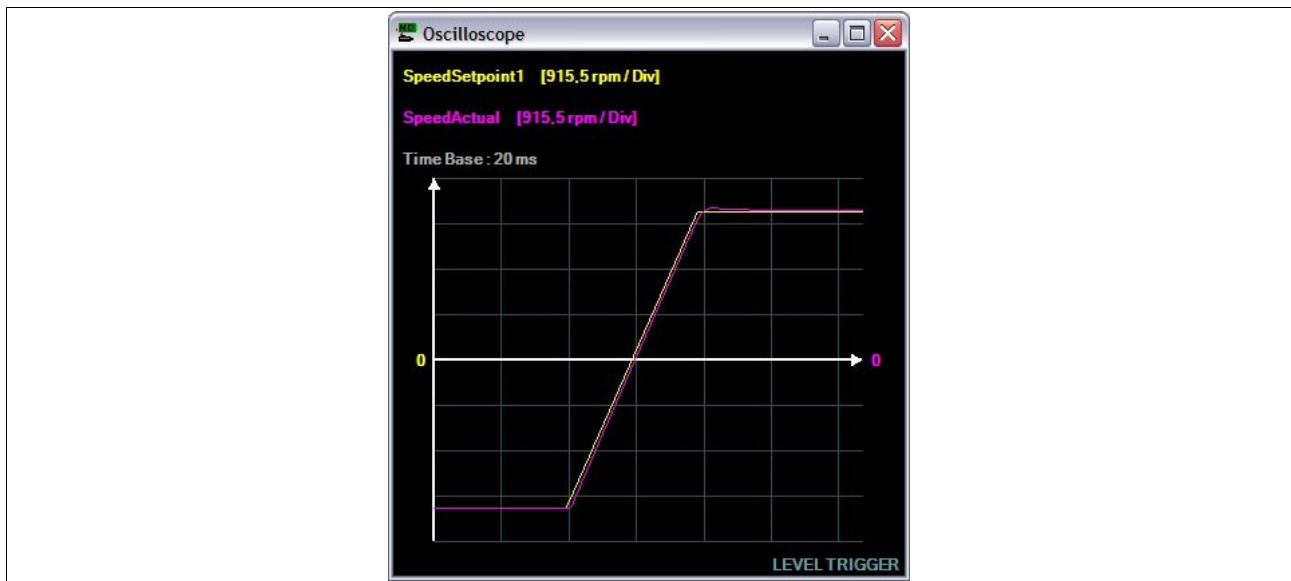 Oscilloscope
SpeedSetpoint1 [915,5 rpm / Div]
SpeedActual [915,5 rpm / Div]
Time Base : 20 ms
0 0
LEVEL TRIGGER